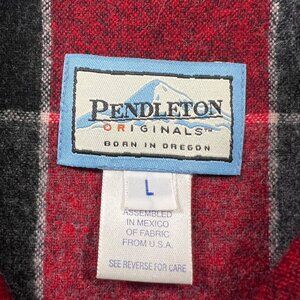 PENDLETON
ORIGINALS™
BORN IN OREGON
L
ASSEMBLED
IN MEXICO
OF FABRIC
FROM U.S.A.
SEE REVERSE FOR CARE